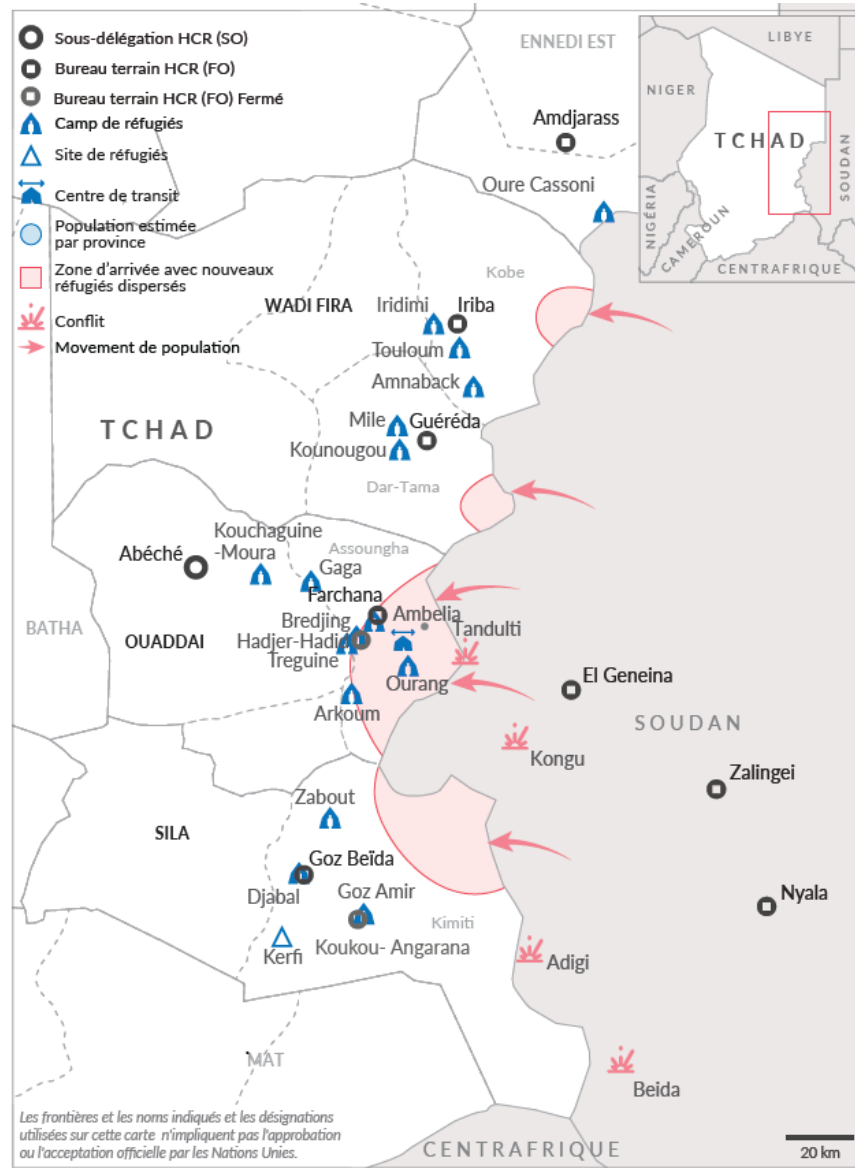 Sous-délégation HCR (SO)
Bureau terrain HCR (FO)
Bureau terrain HCR (FO) Fermé
Camp de réfugiés
Site de réfugiés
Centre de transit
Population estimée
par province
Zone d'arrivée avec nouveaux
réfugiés dispersés
Conflit
Movement de population
ENNEDI EST
Amdjarass
Oure Cassoni
LIBYE
NIGER
TCHAD
SOUDAN
NIGÉRIA
CAMEROUN
CENTRAFRIQUE
Kobe
WADI FIRA
Iridimi
Iriba
Touloum
Amnaback
TCHAD
Mile
Guéréda
Kounougou
Dar-Tama
Kouchaguine
-Moura
Assoungha
Abéché
Gaga
Farchana
BATHA
OUADDAI
Bredjing
Ambelia
Hadjer-Hadid
Tandulti
Treguine
Ourang
El Geneina
Arkoum
SOUDAN
Kongu
Zalingei
Zabout
SILA
Goz Beïda
Djabal
Goz Amir
Nyala
Kimiti
Kerfi
Koukou- Angarana
Adigi
MAT
Beida
Les frontières et les noms indiqués et les désignations
utilisées sur cette carte n'impliquent pas l'approbation
ou l'acceptation officielle par les Nations Unies.
CENTRAFRIQUE
20 km